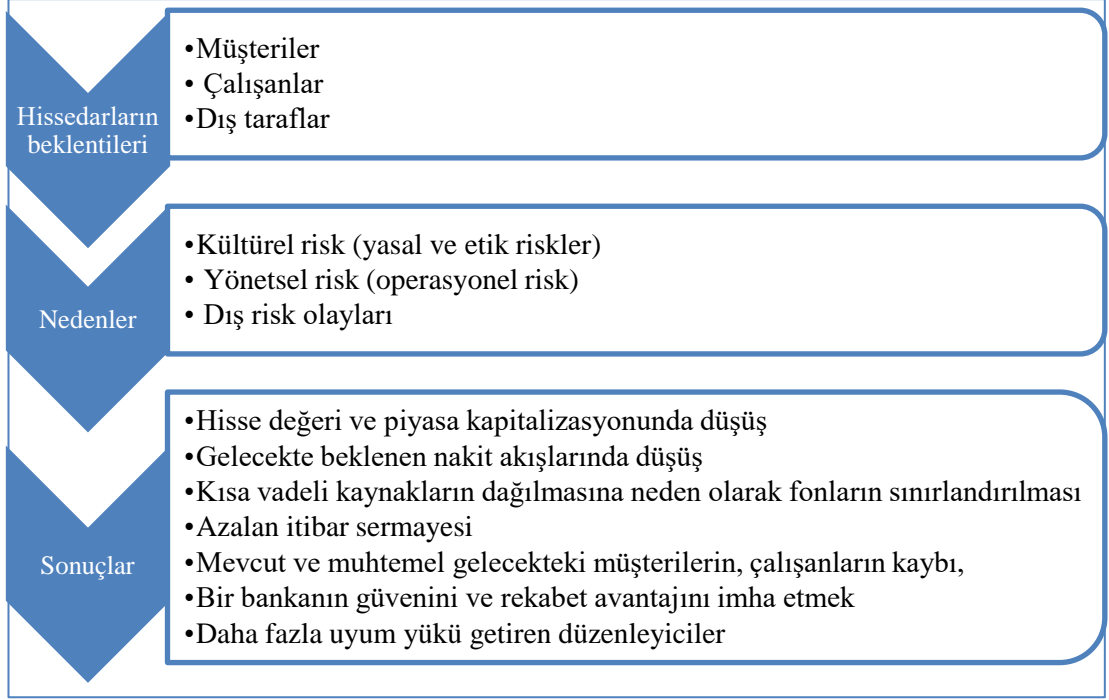 Hissedarların
beklentileri
•Müşteriler
• Çalışanlar
•Dış taraflar
Nedenler
•Kültürel risk (yasal ve etik riskler)
• Yönetsel risk (operasyonel risk)
• Dış risk olayları
Sonuçlar
•Hisse değeri ve piyasa kapitalizasyonunda düşüş
•Gelecekte beklenen nakit akışlarında düşüş
•Kısa vadeli kaynakların dağılmasına neden olarak fonların sınırlandırılması
•Azalan itibar sermayesi
•Mevcut ve muhtemel gelecekteki müşterilerin, çalışanların kaybı,
•Bir bankanın güvenini ve rekabet avantajını imha etmek
•Daha fazla uyum yükü getiren düzenleyiciler